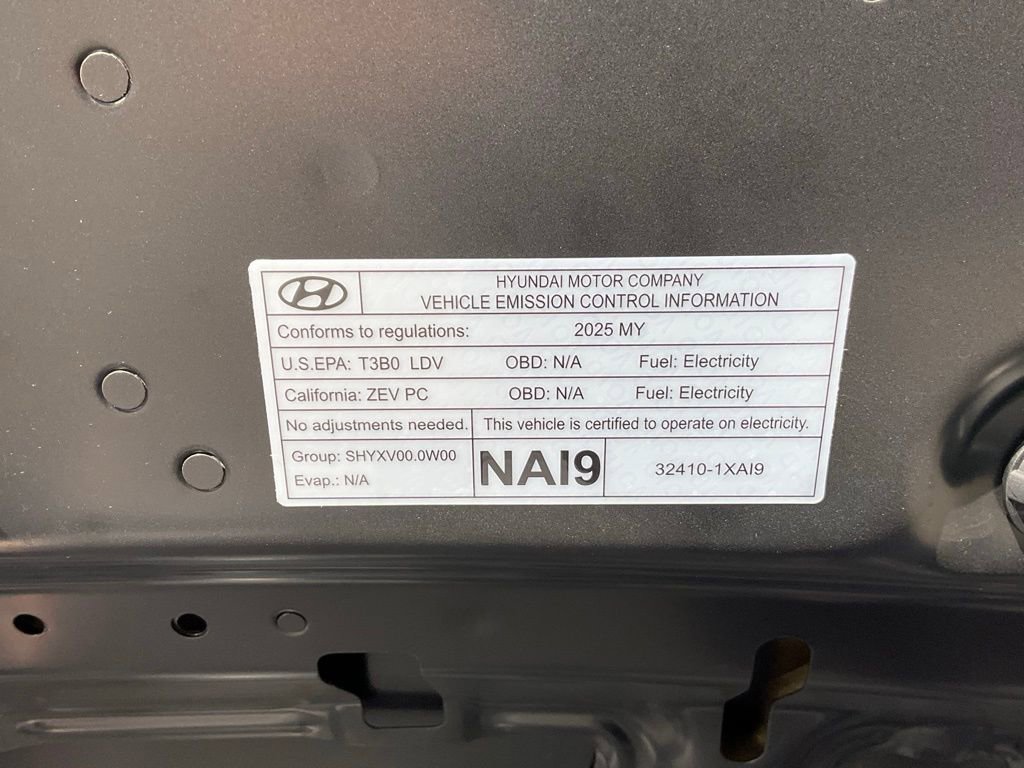 HYUNDAI MOTOR COMPANY
VEHICLE EMISSION CONTROL INFORMATION
Conforms to regulations: 2025 MY
U.S.EPA: T3B0 LDV OBD: N/A Fuel: Electricity
California: ZEV PC OBD: N/A Fuel: Electricity
No adjustments needed. This vehicle is certified to operate on electricity.
Group: SHYXV00.0W00
Evap.: N/A
NAI9
32410-1XAI9